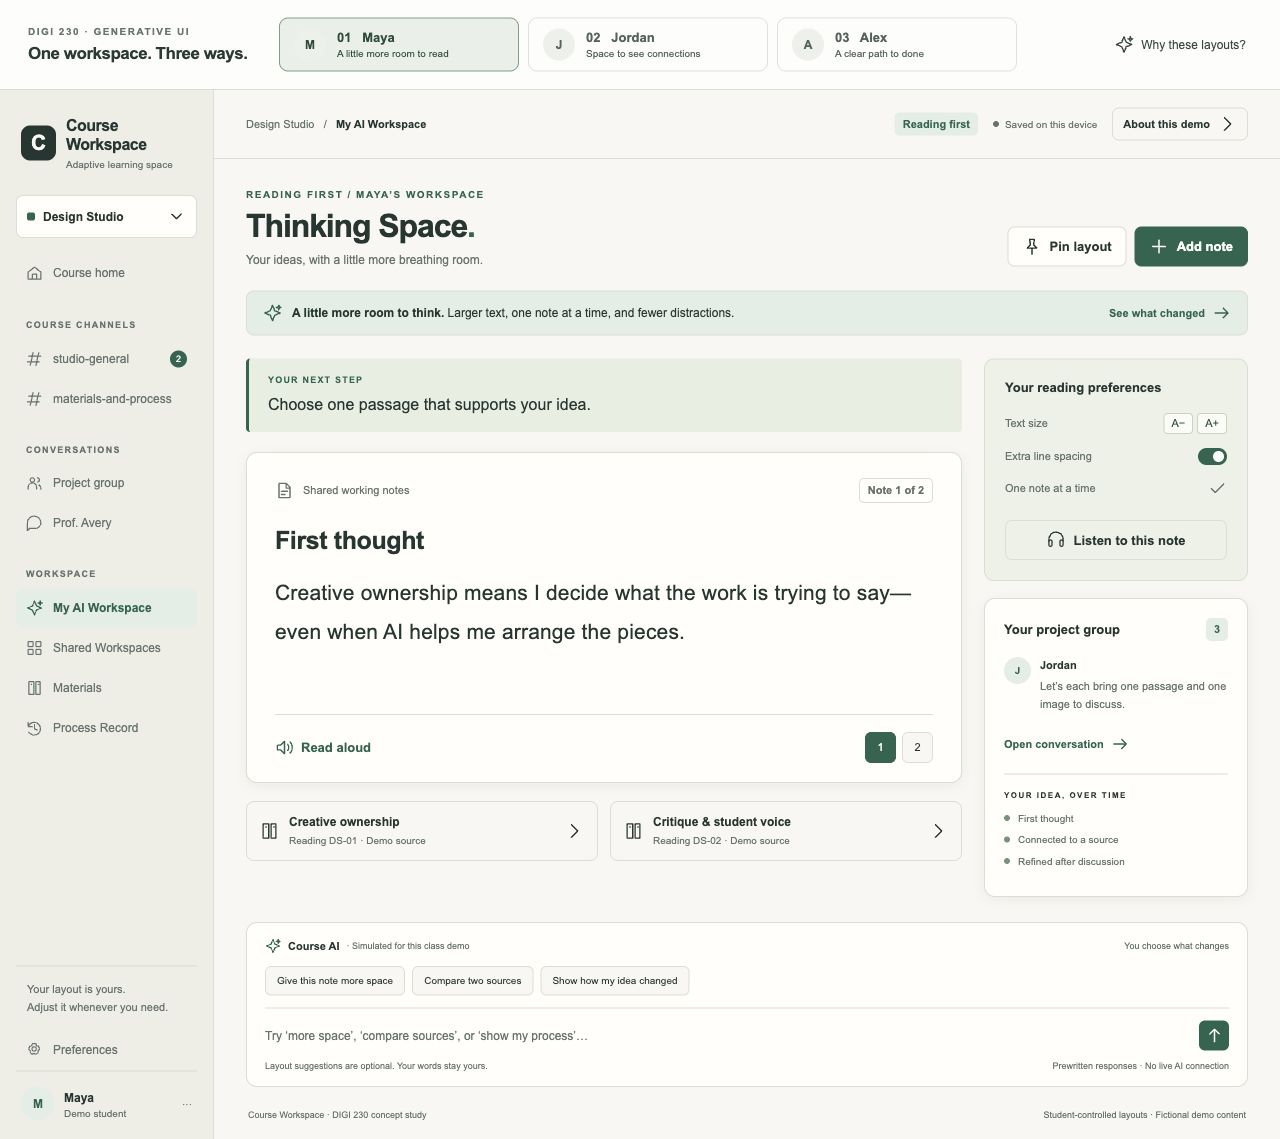 DIGI 230 · GENERATIVE UI
One workspace. Three ways.
M
01 Maya
A little more room to read
J
02 Jordan
Space to see connections
A
03 Alex
A clear path to done
Why these layouts?
C
Course
Workspace
Adaptive learning space
Design Studio
Course home
COURSE CHANNELS
studio-general
2
materials-and-process
CONVERSATIONS
Project group
Prof. Avery
WORKSPACE
My AI Workspace
Shared Workspaces
Materials
Process Record
Your layout is yours.
Adjust it whenever you need.
Preferences
M
Maya
Demo student
...
Design Studio / My AI Workspace
Reading first
Saved on this device
About this demo
READING FIRST / MAYA'S WORKSPACE
Thinking Space.
Your ideas, with a little more breathing room.
Pin layout
Add note
A little more room to think. Larger text, one note at a time, and fewer distractions.
See what changed
YOUR NEXT STEP
Choose one passage that supports your idea.
Shared working notes
Note 1 of 2
First thought
Creative ownership means I decide what the work is trying to say—
even when AI helps me arrange the pieces.
Read aloud
1
2
Creative ownership
Reading DS-01 · Demo source
Critique & student voice
Reading DS-02 · Demo source
Your reading preferences
Text size
A−
A+
Extra line spacing
One note at a time
Listen to this note
Your project group
3
J
Jordan
Let's each bring one passage and one
image to discuss.
Open conversation
YOUR IDEA, OVER TIME
First thought
Connected to a source
Refined after discussion
Course AI · Simulated for this class demo
You choose what changes
Give this note more space
Compare two sources
Show how my idea changed
Try ‘more space’, ‘compare sources’, or ‘show my process’…
Layout suggestions are optional. Your words stay yours.
Prewritten responses · No live AI connection
Course Workspace · DIGI 230 concept study
Student-controlled layouts · Fictional demo content